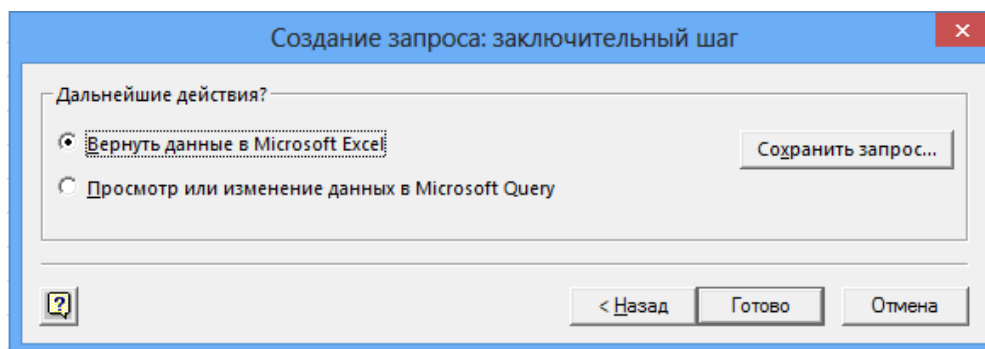 Создание запроса: заключительный шаг
Дальнейшие действия?
Вернуть данные в Microsoft Excel
Сохранить запрос...
Просмотр или изменение данных в Microsoft Query
< Назад Готово Отмена